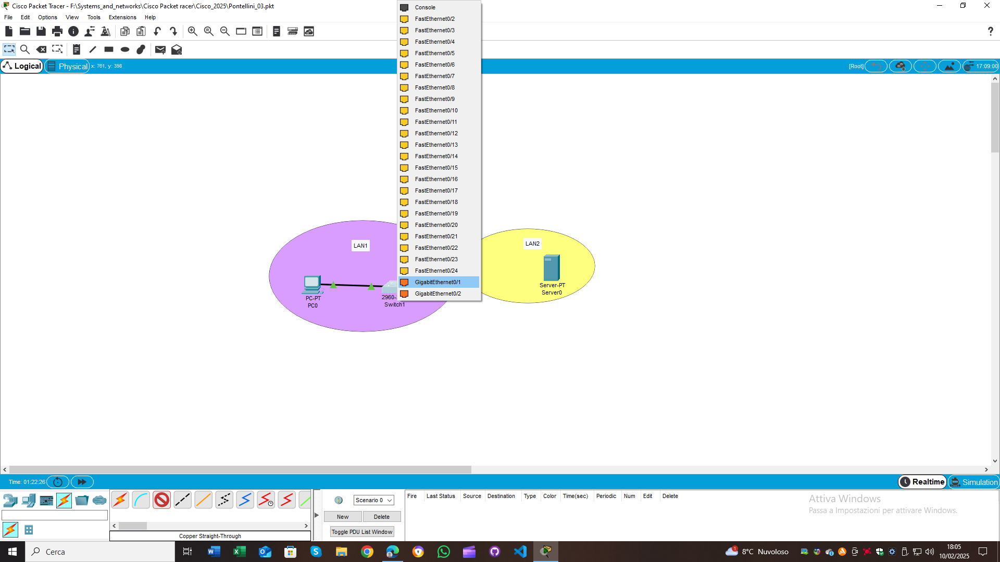 Cisco Packet Tracer - F:\Systems_and_networks\Cisco Packet racer\Cisco_2025\Pontellini_03.pkt
File Edit Options View Tools Extensions Help
Logical Physical x: 761, y: 398 [Root] 17:09:00
Console
FastEthernet0/2
FastEthernet0/3
FastEthernet0/4
FastEthernet0/5
FastEthernet0/6
FastEthernet0/7
FastEthernet0/8
FastEthernet0/9
FastEthernet0/10
FastEthernet0/11
FastEthernet0/12
FastEthernet0/13
FastEthernet0/14
FastEthernet0/15
FastEthernet0/16
FastEthernet0/17
FastEthernet0/18
FastEthernet0/19
FastEthernet0/20
FastEthernet0/21
FastEthernet0/22
FastEthernet0/23
FastEthernet0/24
GigabitEthernet0/1
GigabitEthernet0/2
LAN1
PC-PT
PC0
2960-
Switch1
LAN2
Server-PT
Server0
Time: 01:22:26 Realtime Simulation
Copper Straight-Through
Scenario 0
New Delete
Toggle PDU List Window
Fire Last Status Source Destination Type Color Time(sec) Periodic Num Edit Delete
Attiva Windows
Passa a Impostazioni per attivare Windows.
Cerca
1
8°C Nuvoloso
18:05
10/02/2025